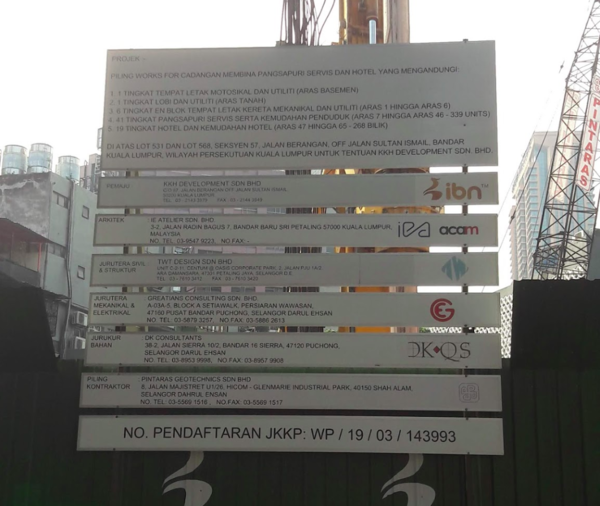 PROJEK :-
PILING WORKS FOR CADANGAN MEMBINA PANGSAPURI SERVIS DAN HOTEL YANG MENGANDUNGI:
1. 1 TINGKAT TEMPAT LETAK MOTOSIKAL DAN UTILITI (ARAS BASEMEN)
2. 1 TINGKAT LOBI DAN UTILITI (ARAS TANAH)
3. 6 TINGKAT EN BLOK TEMPAT LETAK KERETA MEKANIKAL DAN UTILITI (ARAS 1 HINGGA ARAS 6)
4. 41 TINGKAT PANGSAPURI SERVIS SERTA KEMUDAHAN PENDUDUK (ARAS 7 HINGGA ARAS 46 - 339 UNITS)
5. 19 TINGKAT HOTEL DAN KEMUDAHAN HOTEL (ARAS 47 HINGGA 65 - 268 BILIK)
DI ATAS LOT 531 DAN LOT 568, SEKSYEN 57, JALAN BERANGAN, OFF JALAN SULTAN ISMAIL, BANDAR
KUALA LUMPUR, WILAYAH PERSEKUTUAN KUALA LUMPUR UNTUK TETUAN KKH DEVELOPMENT SDN. BHD.
PEMAJU KKH DEVELOPMENT SDN BHD
KUALA LUMPUR
ibn
ARKITEK : IE ATELIER SDN. BHD.
3-2, JALAN RADIN BAGUS 7, BANDAR BARU SRI PETALING 57000 KUALA LUMPUR,
MALAYSIA
NO. TEL: 03-9547 9223, NO FAX: -
acam
JURUTERA SIVIL & STRUKTUR TWT DESIGN SDN BHD
JURUTERA MEKANIKAL & ELEKTRIKAL GREATIANS CONSULTING SDN. BHD.
A-03A-5, BLOCK A SETIAWALK, PERSIARAN WAWASAN,
47160 PUSAT BANDAR PUCHONG, SELANGOR DARUL EHSAN
NO. TEL: 03-5879 3257, NO FAX: 03-5886 2613
JURUKUR BAHAN DK CONSULTANTS
38-2, JALAN SIERRA 10/2, BANDAR 16 SIERRA, 47120 PUCHONG,
SELANGOR DARUL EHSAN
NO. TEL: 03-8953 9998, NO FAX: 03-8957 9908
DK QS
PILING KONTRAKTOR PINTARAS GEOTECHNICS SDN BHD
8, JALAN MAJISTRET U1/26, HICOM - GLENMARIE INDUSTRIAL PARK, 40150 SHAH ALAM,
SELANGOR DAHRUL EHSAN
NO. TEL: 03-5569 1516 , NO FAX: 03-5569 1517
NO. PENDAFTARAN JKKP: WP / 19 / 03 / 143993
PINTARAS